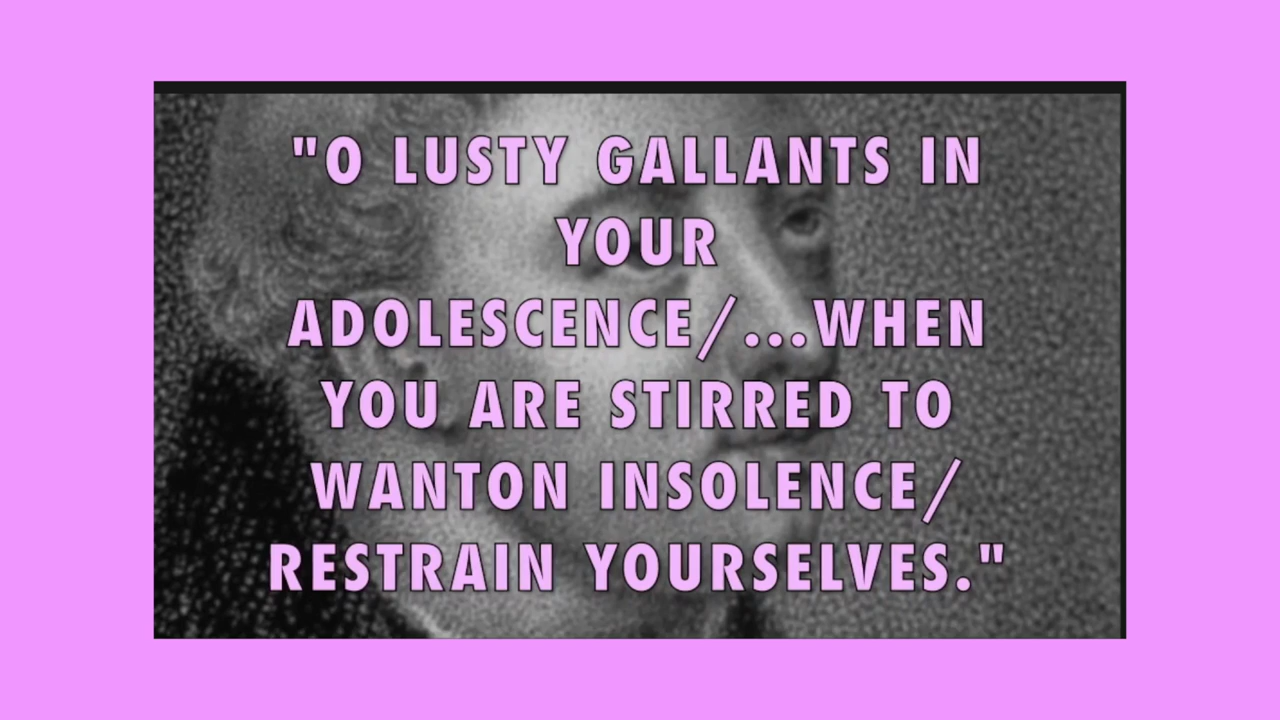 "O LUSTY GALLANTS IN
YOUR
ADOLESCENCE/...WHEN
YOU ARE STIRRED TO
WANTON INSOLENCE/
RESTRAIN YOURSELVES."